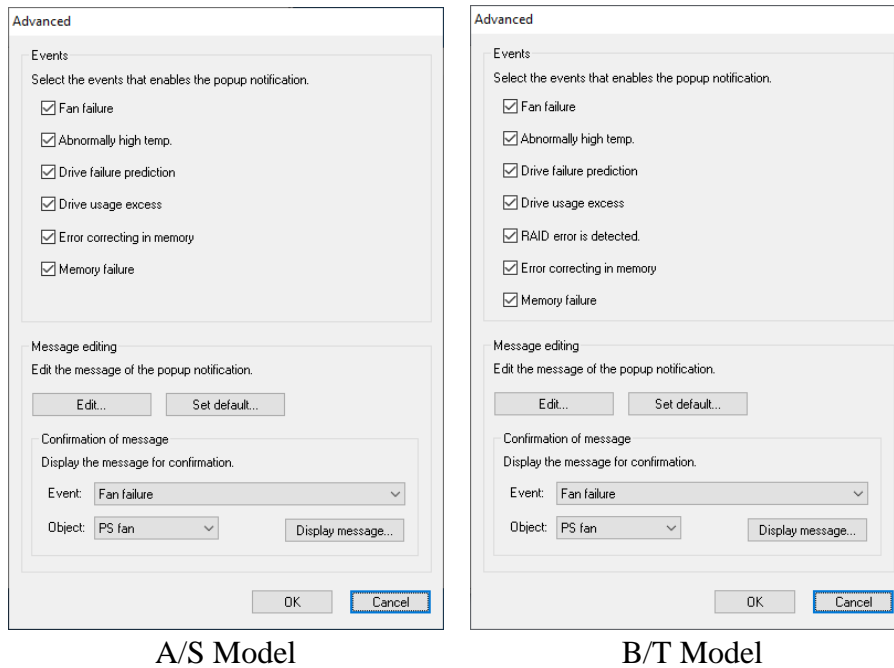 Advanced
Events
Select the events that enables the popup notification.
Fan failure
Abnormally high temp.
Drive failure prediction
Drive usage excess
Error correcting in memory
Memory failure
Message editing
Edit the message of the popup notification.
Edit...
Set default...
Confirmation of message
Display the message for confirmation.
Event: Fan failure
Object: PS fan
Display message...
OK
Cancel
A/S Model
Advanced
Events
Select the events that enables the popup notification.
Fan failure
Abnormally high temp.
Drive failure prediction
Drive usage excess
RAID error is detected.
Error correcting in memory
Memory failure
Message editing
Edit the message of the popup notification.
Edit...
Set default...
Confirmation of message
Display the message for confirmation.
Event: Fan failure
Object: PS fan
Display message...
OK
Cancel
B/T Model